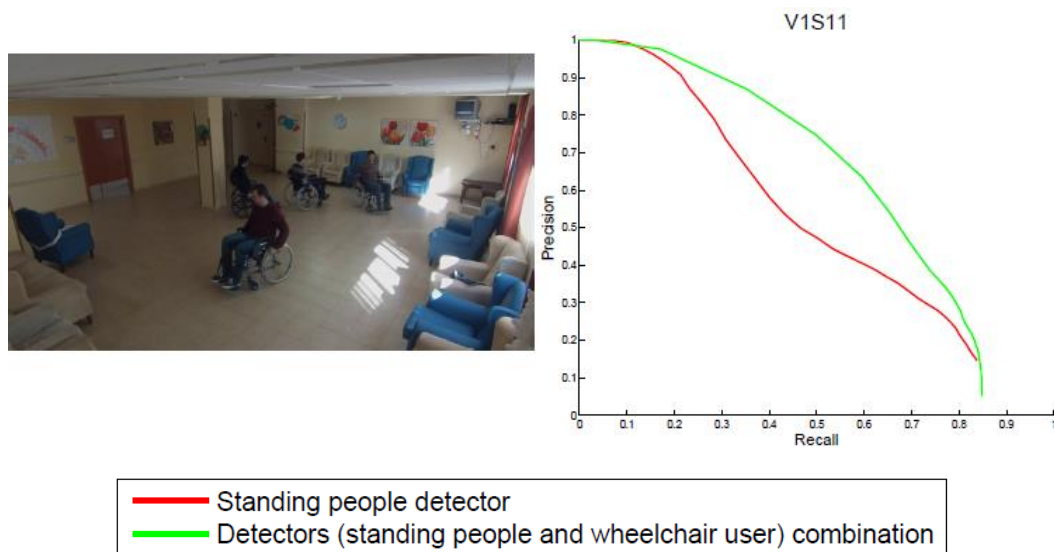 V1S11
Precision
1
0.9
0.8
0.7
0.6
0.5
0.4
0.3
0.2
0.1
0
0 0.1 0.2 0.3 0.4 0.5 0.6 0.7 0.8 0.9 1
Recall
Standing people detector
Detectors (standing people and wheelchair user) combination